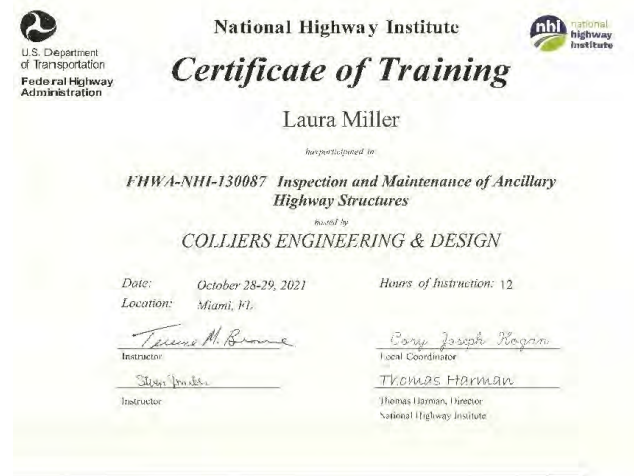 National Highway Institute
nhi national highway institute
U.S. Department
of Transportation
Federal Highway
Administration
Certificate of Training
Laura Miller
has participated in
FHWA-NHI-130087 Inspection and Maintenance of Ancillary
Highway Structures
hosted by
COLLIERS ENGINEERING & DESIGN
Date: October 28-29, 2021 Hours of Instruction: 12
Location: Miami, FL
Cory Joseph Kogan
Instructor Local Coordinator
Thomas Harman
Instructor Thomas Harman, Director
National Highway Institute